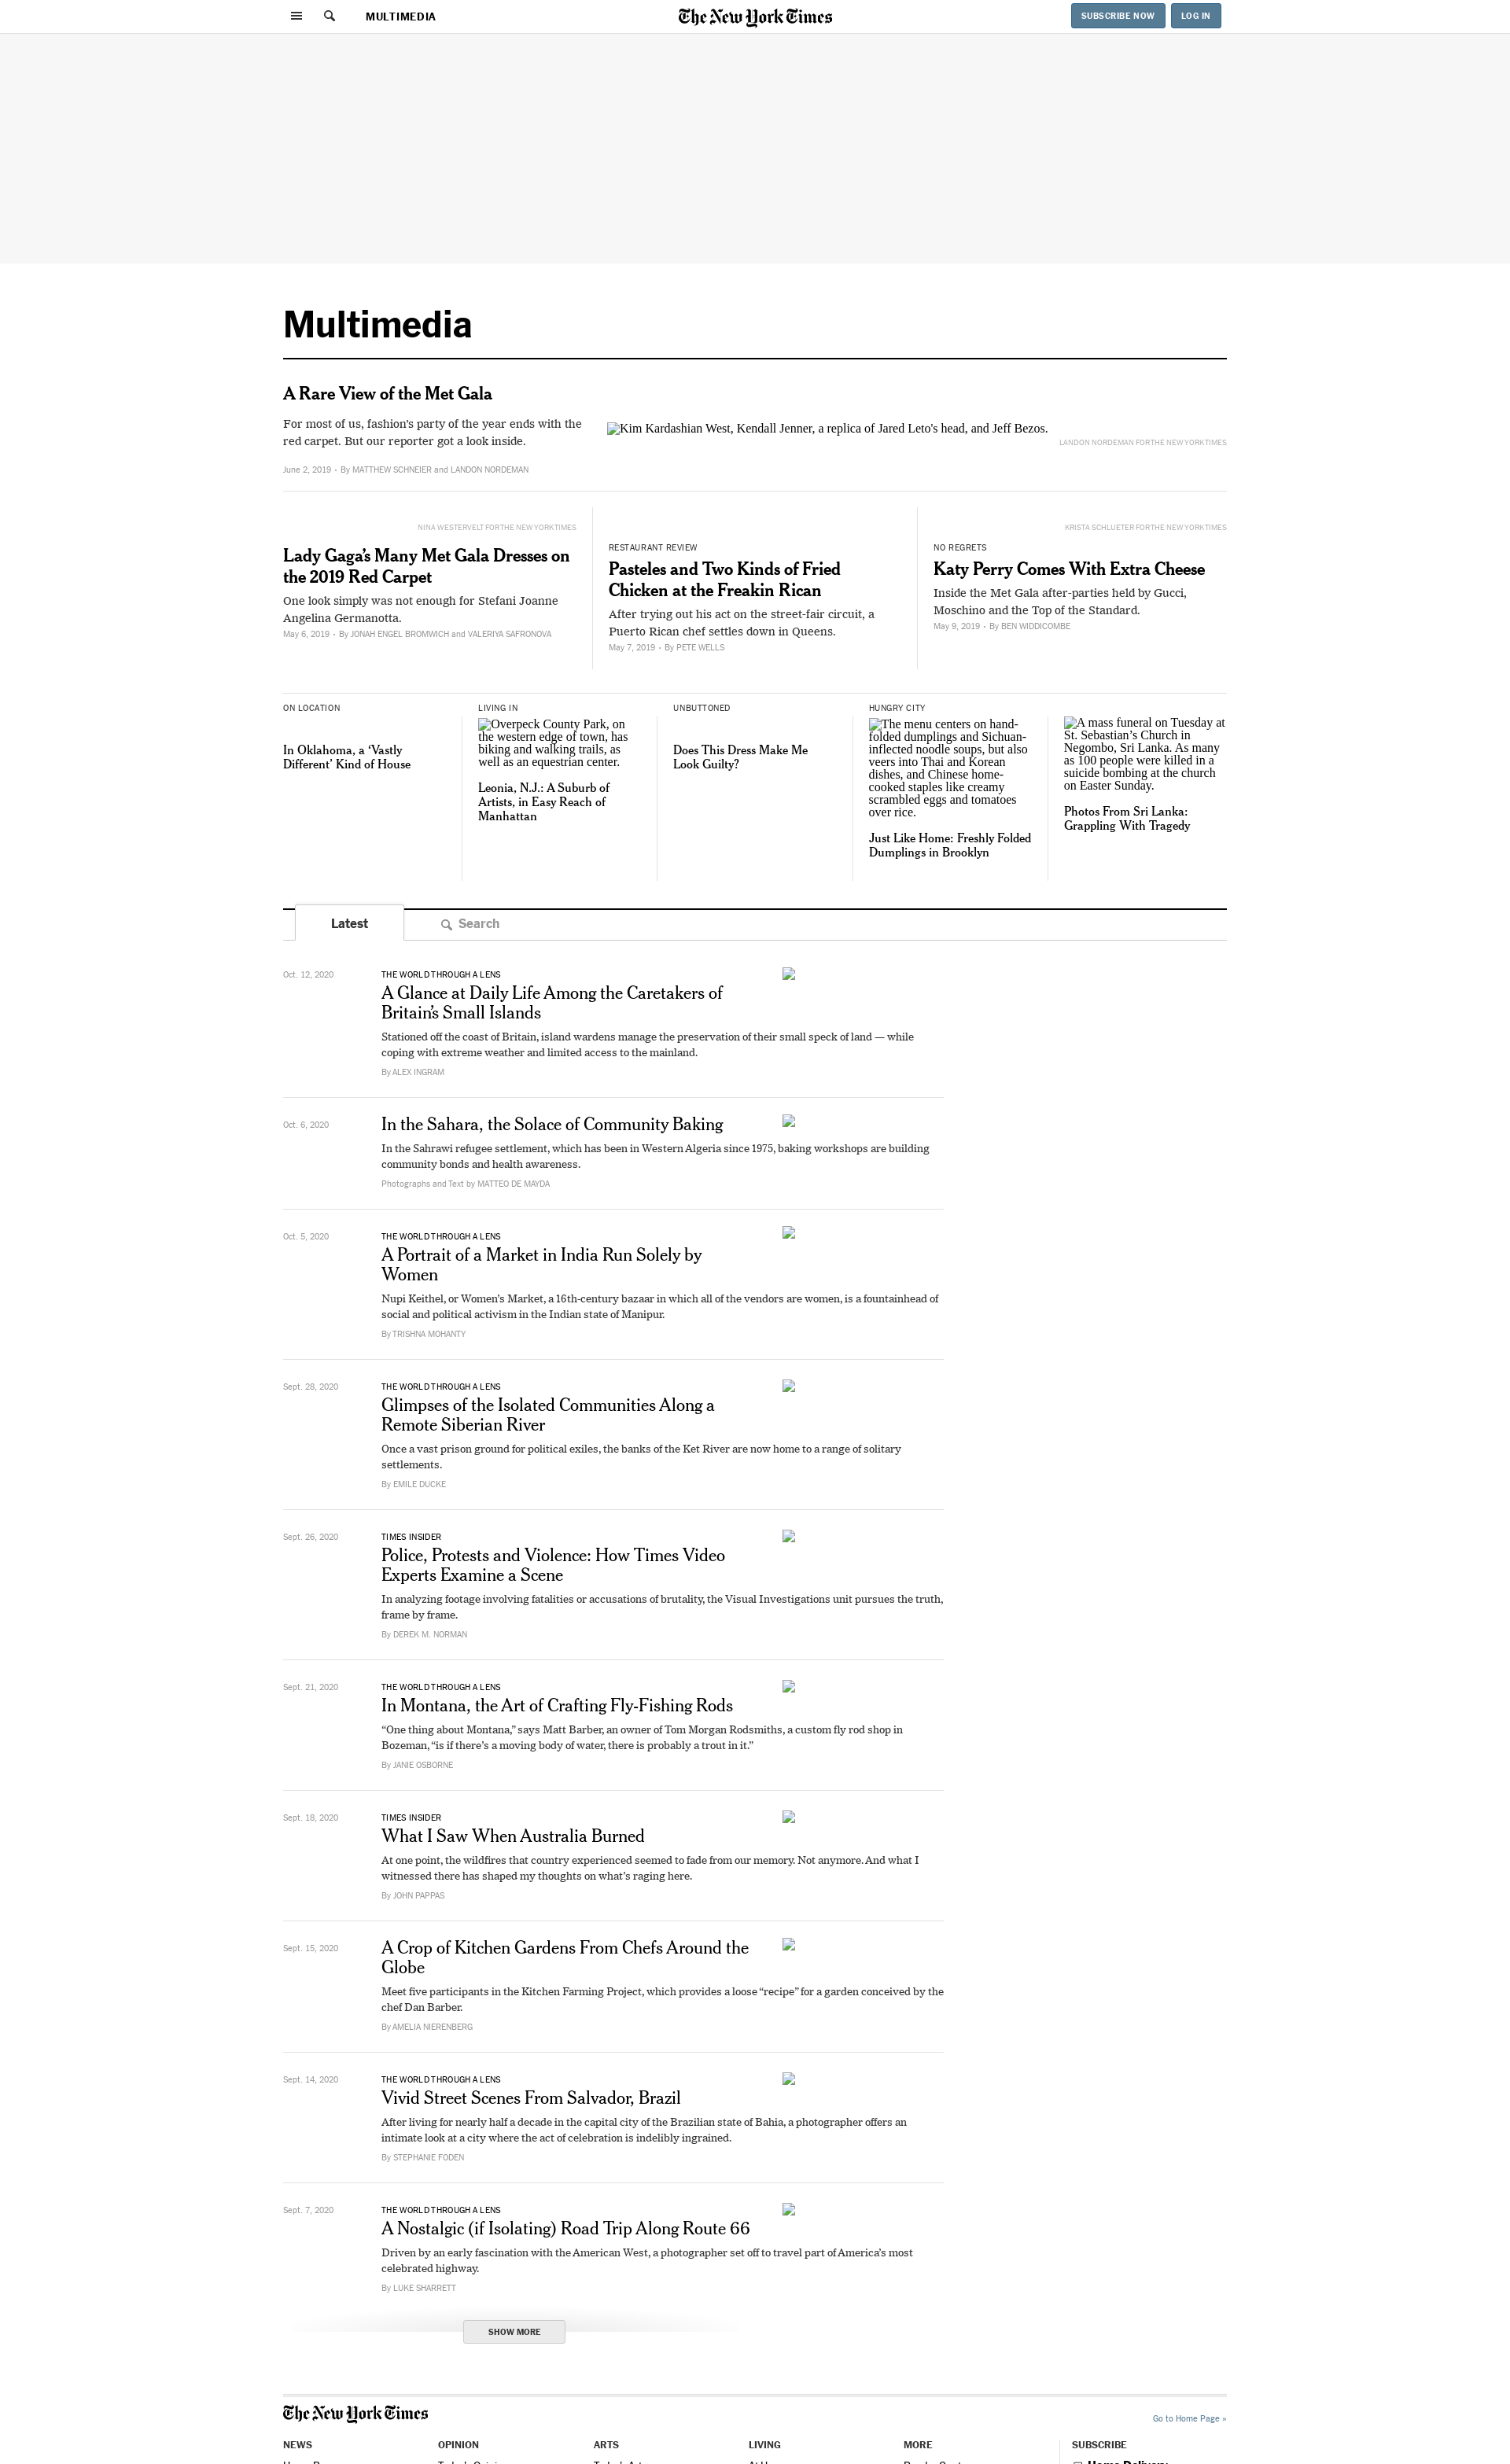 MULTIMEDIA
The New York Times
SUBSCRIBE NOW
LOG IN
Multimedia
A Rare View of the Met Gala
For most of us, fashion's party of the year ends with the
red carpet. But our reporter got a look inside.
Kim Kardashian West, Kendall Jenner, a replica of Jared Leto's head, and Jeff Bezos.
LANDON NORDEMAN FOR THE NEW YORK TIMES
June 2, 2019 • By MATTHEW SCHNEIER and LANDON NORDEMAN
NINA WESTERVELT FOR THE NEW YORK TIMES
Lady Gaga’s Many Met Gala Dresses on
the 2019 Red Carpet
One look simply was not enough for Stefani Joanne
Angelina Germanotta.
May 6, 2019 • By JONAH ENGEL BROMWICH and VALERIYA SAFRONOVA
RESTAURANT REVIEW
Pasteles and Two Kinds of Fried
Chicken at the Freakin Rican
After trying out his act on the street-fair circuit, a
Puerto Rican chef settles down in Queens.
May 7, 2019 • By PETE WELLS
KRISTA SCHLUETER FOR THE NEW YORK TIMES
NO REGRETS
Katy Perry Comes With Extra Cheese
Inside the Met Gala after-parties held by Gucci,
Moschino and the Top of the Standard.
May 9, 2019 • By BEN WIDDICOMBE
ON LOCATION
In Oklahoma, a ‘Vastly
Different’ Kind of House
LIVING IN
Overpeck County Park, on
the western edge of town, has
biking and walking trails, as
well as an equestrian center.
Leonia, N.J.: A Suburb of
Artists, in Easy Reach of
Manhattan
UNBUTTONED
Does This Dress Make Me
Look Guilty?
HUNGRY CITY
The menu centers on hand-
folded dumplings and Sichuan-
inflected noodle soups, but also
veers into Thai and Korean
dishes, and Chinese home-
cooked staples like creamy
scrambled eggs and tomatoes
over rice.
Just Like Home: Freshly Folded
Dumplings in Brooklyn
A mass funeral on Tuesday at
St. Sebastian’s Church in
Negombo, Sri Lanka. As many
as 100 people were killed in a
suicide bombing at the church
on Easter Sunday.
Photos From Sri Lanka:
Grappling With Tragedy
Latest
Search
Oct. 12, 2020
THE WORLD THROUGH A LENS
A Glance at Daily Life Among the Caretakers of
Britain’s Small Islands
Stationed off the coast of Britain, island wardens manage the preservation of their small speck of land — while
coping with extreme weather and limited access to the mainland.
By ALEX INGRAM
Oct. 6, 2020
In the Sahara, the Solace of Community Baking
In the Sahrawi refugee settlement, which has been in Western Algeria since 1975, baking workshops are building
community bonds and health awareness.
Photographs and Text by MATTEO DE MAYDA
Oct. 5, 2020
THE WORLD THROUGH A LENS
A Portrait of a Market in India Run Solely by
Women
Nupi Keithel, or Women’s Market, a 16th-century bazaar in which all of the vendors are women, is a fountainhead of
social and political activism in the Indian state of Manipur.
By TRISHNA MOHANTY
Sept. 28, 2020
THE WORLD THROUGH A LENS
Glimpses of the Isolated Communities Along a
Remote Siberian River
Once a vast prison ground for political exiles, the banks of the Ket River are now home to a range of solitary
settlements.
By EMILE DUCKE
Sept. 26, 2020
TIMES INSIDER
Police, Protests and Violence: How Times Video
Experts Examine a Scene
In analyzing footage involving fatalities or accusations of brutality, the Visual Investigations unit pursues the truth,
frame by frame.
By DEREK M. NORMAN
Sept. 21, 2020
THE WORLD THROUGH A LENS
In Montana, the Art of Crafting Fly-Fishing Rods
“One thing about Montana,” says Matt Barber, an owner of Tom Morgan Rodsmiths, a custom fly rod shop in
Bozeman, “is if there’s a moving body of water, there is probably a trout in it.”
By JANIE OSBORNE
Sept. 18, 2020
TIMES INSIDER
What I Saw When Australia Burned
At one point, the wildfires that country experienced seemed to fade from our memory. Not anymore. And what I
witnessed there has shaped my thoughts on what’s raging here.
By JOHN PAPPAS
Sept. 15, 2020
A Crop of Kitchen Gardens From Chefs Around the
Globe
Meet five participants in the Kitchen Farming Project, which provides a loose “recipe” for a garden conceived by the
chef Dan Barber.
By AMELIA NIERENBERG
Sept. 14, 2020
THE WORLD THROUGH A LENS
Vivid Street Scenes From Salvador, Brazil
After living for nearly half a decade in the capital city of the Brazilian state of Bahia, a photographer offers an
intimate look at a city where the act of celebration is indelibly ingrained.
By STEPHANIE FODEN
Sept. 7, 2020
THE WORLD THROUGH A LENS
A Nostalgic (if Isolating) Road Trip Along Route 66
Driven by an early fascination with the American West, a photographer set off to travel part of America’s most
celebrated highway.
By LUKE SHARRETT
SHOW MORE
The New York Times
Go to Home Page »
NEWS
OPINION
ARTS
LIVING
MORE
SUBSCRIBE